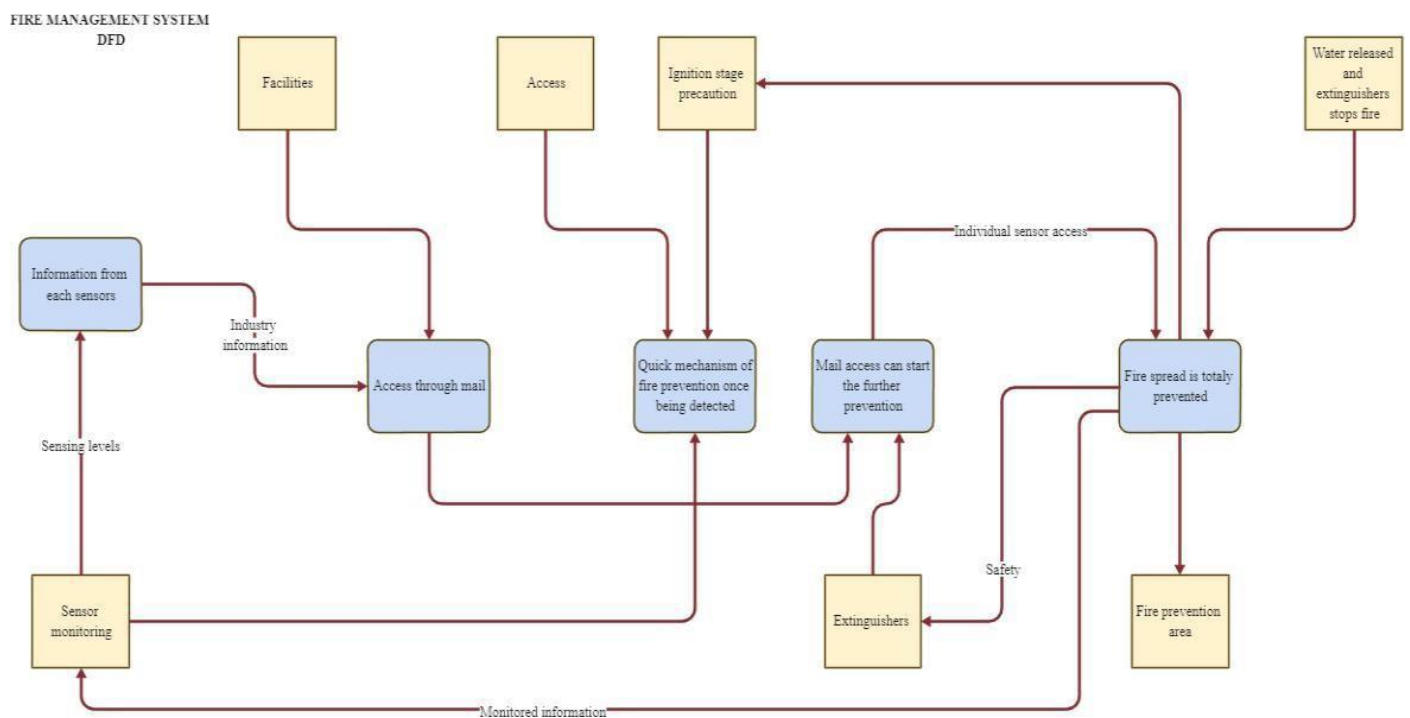 FIRE MANAGEMENT SYSTEM
DFD
Facilities
Access
Ignition stage
precaution
Water released
and
extinguishers
stops fire
Individual sensor access
Information from
each sensors
Industry
information
Access through mail
Quick mechanism of
fire prevention once
being detected
Mail access can start
the further
prevention
Fire spread is totaly
prevented
Sensing levels
Safety
Sensor
monitoring
Extinguishers
Fire prevention
area
Monitored information